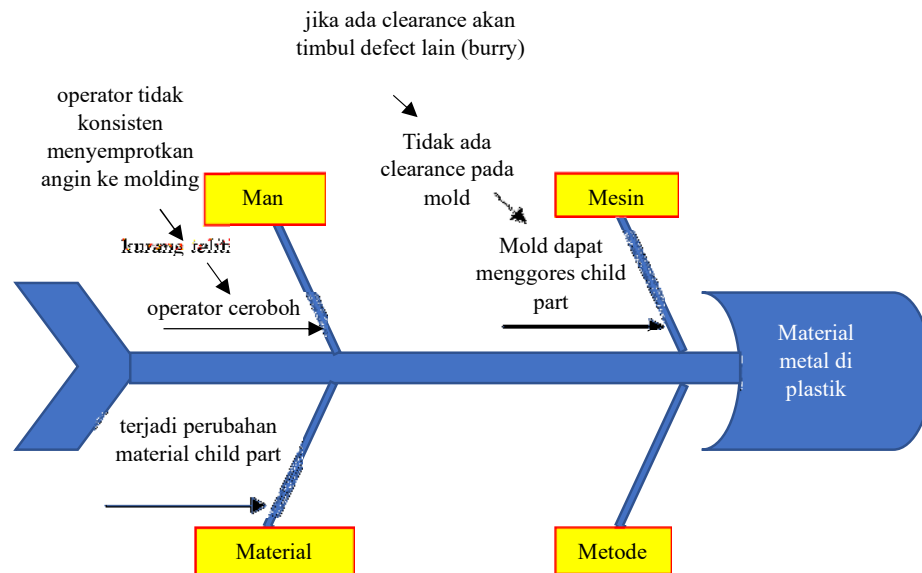 jika ada clearance akan
timbul defect lain (burry)
operator tidak
konsisten
menyemprotkan
angin ke molding
Tidak ada
clearance pada
mold
Man
Mesin
kurang teliti
Mold dapat
menggores child
part
operator ceroboh
Material
metal di
plastik
terjadi perubahan
material child part
Material
Metode